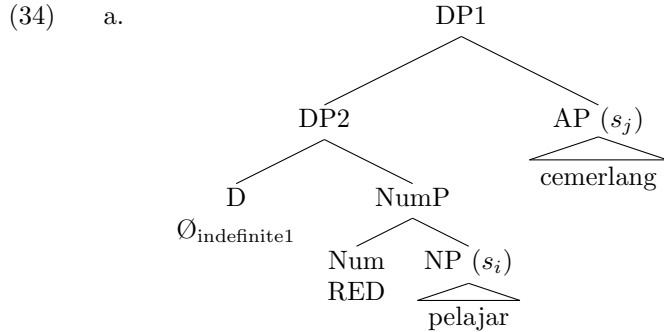 (34) a. DP1
DP2 AP (s_j)
cemerlang
D NumP
Ø_indefinite1
Num NP (s_i)
RED
pelajar